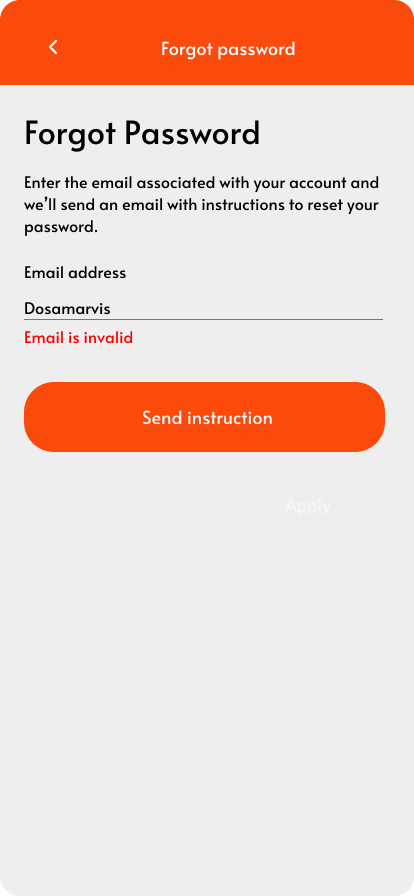 Forgot password
Forgot Password
Enter the email associated with your account and
we’ll send an email with instructions to reset your
password.
Email address
Dosamarvis
Email is invalid
Send instruction
Apply